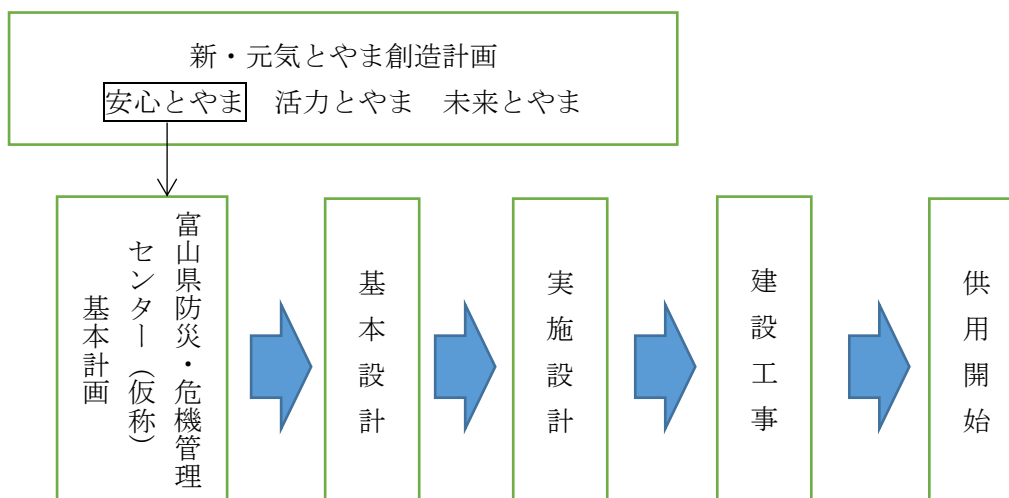 新・元気とやま創造計画
安心とやま 活力とやま 未来とやま
富山県防災・危機管理
センター（仮称）
基本計画
基本設計
実施設計
建設工事
供用開始